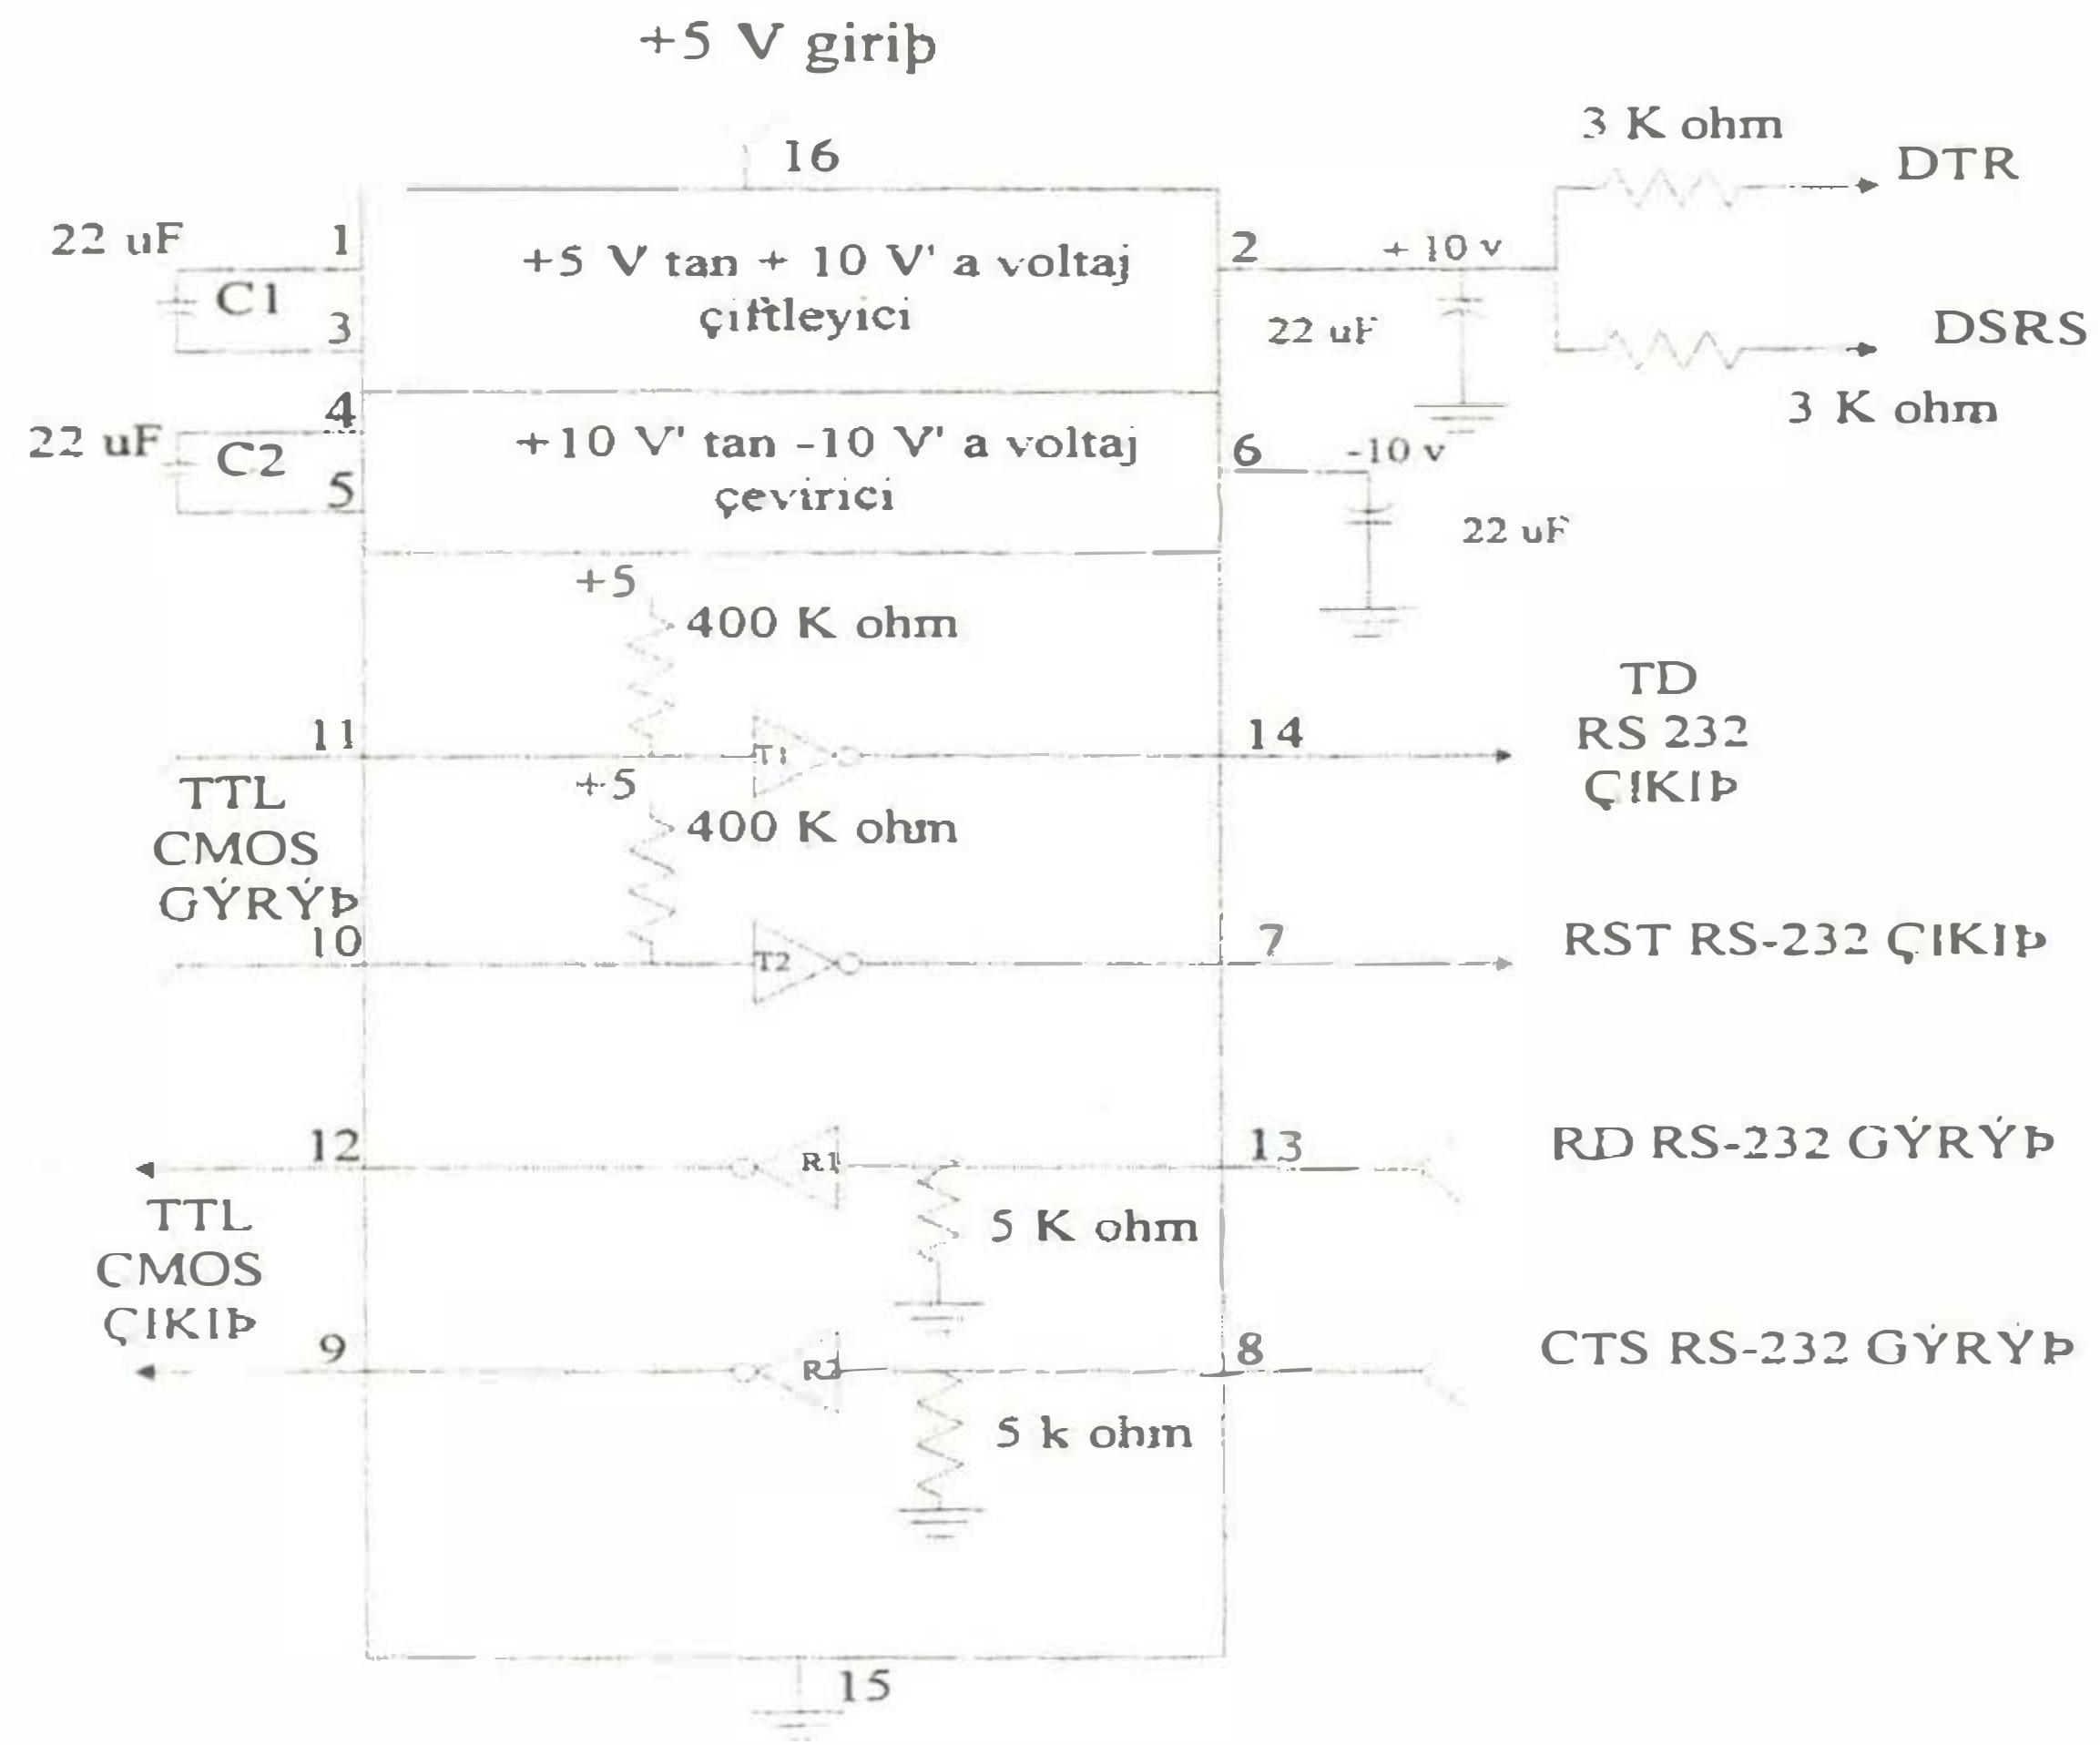 +5 V giriþ
16
3 K ohm
DTR
22 uF
1
C1
3
+5 V tan + 10 V' a voltaj
çiftleyici
2
+ 10 v
22 uF
DSRS
3 K ohm
22 uF
4
C2
5
+10 V' tan -10 V' a voltaj
çevirici
6
-10 v
22 uF
+5
400 K ohm
11
T1
14
TD
RS 232
ÇIKIÞ
TTL
CMOS
GÝRÝÞ
+5
400 K ohm
10
T2
7
RST RS-232 ÇIKIÞ
12
R1
13
RD RS-232 GÝRÝÞ
5 K ohm
TTL
CMOS
ÇIKIÞ
9
R2
8
CTS RS-232 GÝRÝÞ
5 k ohm
15